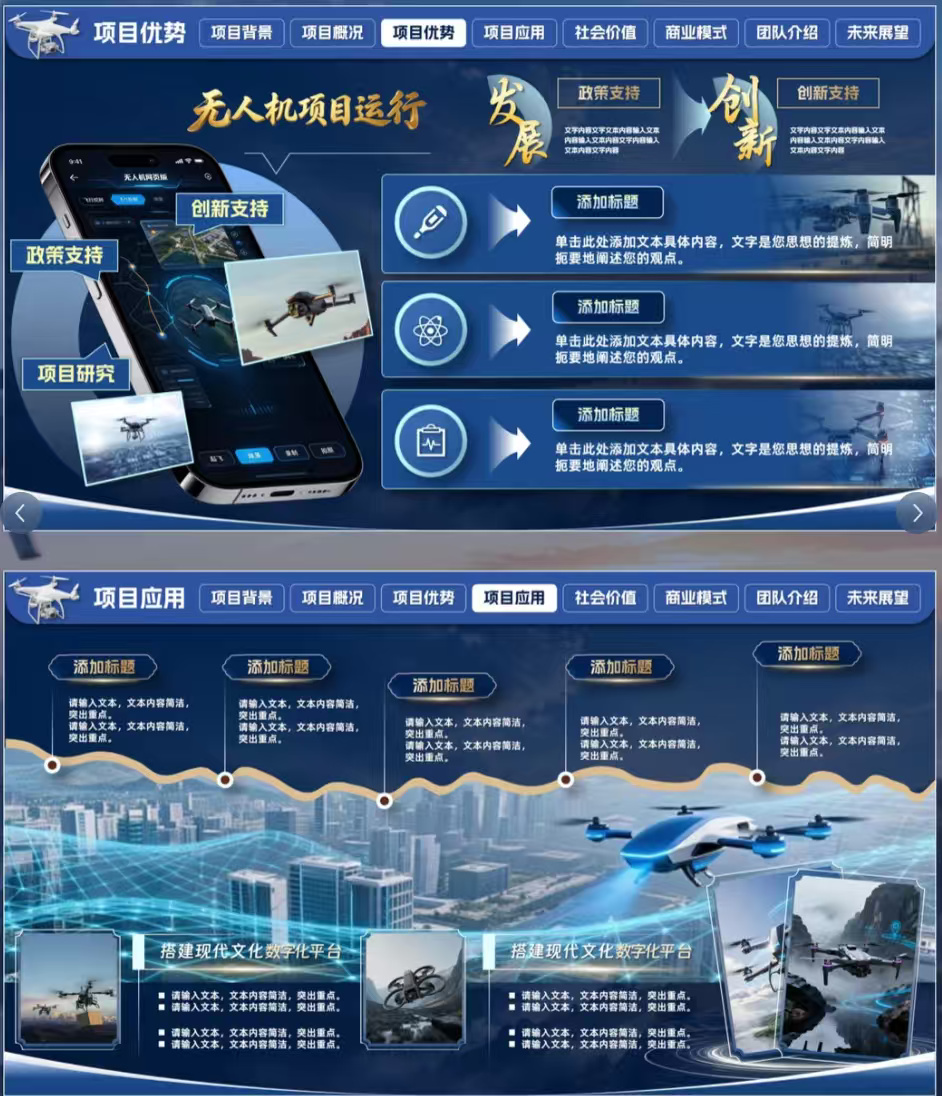 项目优势
项目背景
项目概况
项目优势
项目应用
社会价值
商业模式
团队介绍
未来展望
无人机项目运行
发展
政策支持
文字内容文字文本内容输入文本
内容输入文本内容文字内容输入
文本内容文字内容
创新
创新支持
文字内容文字文本内容输入文本
内容输入文本内容文字内容输入
文本内容文字内容
9:41
无人机网页版
创新支持
政策支持
项目研究
录制
拍照
添加标题
单击此处添加文本具体内容，文字是您思想的提炼，简明
扼要地阐述您的观点。
添加标题
单击此处添加文本具体内容，文字是您思想的提炼，简明
扼要地阐述您的观点。
添加标题
单击此处添加文本具体内容，文字是您思想的提炼，简明
扼要地阐述您的观点。
项目应用
项目背景
项目概况
项目优势
项目应用
社会价值
商业模式
团队介绍
未来展望
添加标题
请输入文本，文本内容简洁，
突出重点。
请输入文本，文本内容简洁，
突出重点。
添加标题
请输入文本，文本内容简洁，
突出重点。
请输入文本，文本内容简洁，
突出重点。
添加标题
请输入文本，文本内容简洁，
突出重点。
请输入文本，文本内容简洁，
突出重点。
添加标题
请输入文本，文本内容简洁，
突出重点。
请输入文本，文本内容简洁，
突出重点。
添加标题
请输入文本，文本内容简洁，
突出重点。
请输入文本，文本内容简洁，
突出重点。
搭建现代文化数字化平台
■ 请输入文本，文本内容简洁，突出重点。
■ 请输入文本，文本内容简洁，突出重点。
■ 请输入文本，文本内容简洁，突出重点。
■ 请输入文本，文本内容简洁，突出重点。
搭建现代文化数字化平台
■ 请输入文本，文本内容简洁，突出重点。
■ 请输入文本，文本内容简洁，突出重点。
■ 请输入文本，文本内容简洁，突出重点。
■ 请输入文本，文本内容简洁，突出重点。